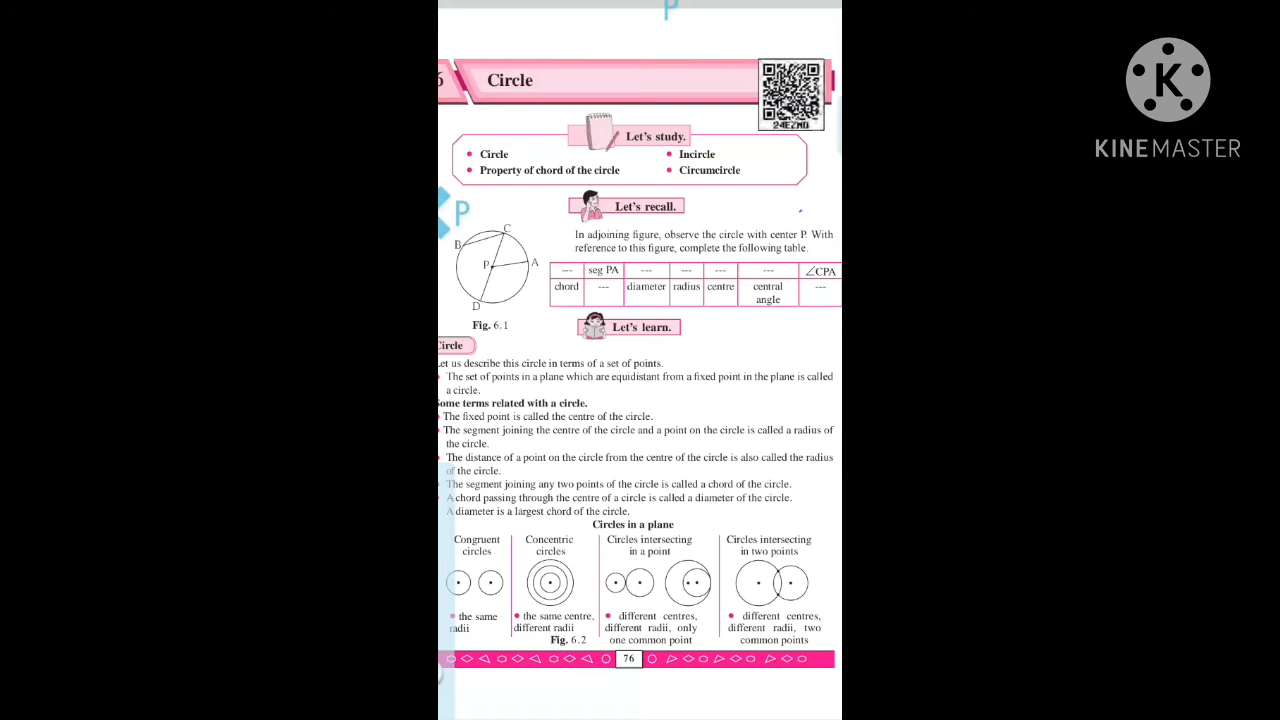 P
6 Circle
24EZMQ
Let's study.
• Circle
• Incircle
• Property of chord of the circle
• Circumcircle
KINEMASTER
Let's recall.
P
In adjoining figure, observe the circle with center P. With
reference to this figure, complete the following table.
C
B
P
A
D
--- seg PA --- --- --- --- ∠CPA
chord --- diameter radius centre central ---
angle
Fig. 6.1
Let's learn.
Circle
Let us describe this circle in terms of a set of points.
• The set of points in a plane which are equidistant from a fixed point in the plane is called
a circle.
Some terms related with a circle.
• The fixed point is called the centre of the circle.
• The segment joining the centre of the circle and a point on the circle is called a radius of
the circle.
• The distance of a point on the circle from the centre of the circle is also called the radius
of the circle.
• The segment joining any two points of the circle is called a chord of the circle.
• A chord passing through the centre of a circle is called a diameter of the circle.
A diameter is a largest chord of the circle.
Circles in a plane
Congruent
circles
• the same
radii
Concentric
circles
• the same centre,
different radii
Circles intersecting
in a point
• different centres,
different radii, only
one common point
Circles intersecting
in two points
• different centres,
different radii, two
common points
Fig. 6.2
76